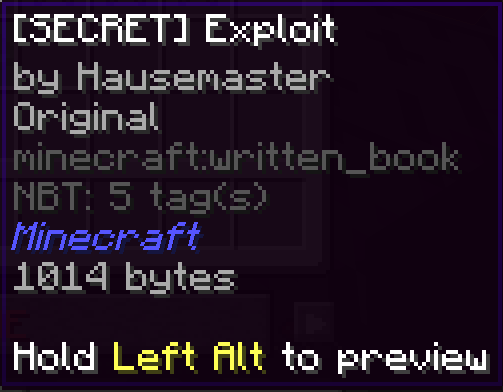 [SECRET] Exploit
by Hausemaster
Original
minecraft:written_book
NBT: 5 tag(s)
Minecraft
1014 bytes
Hold Left Alt to preview